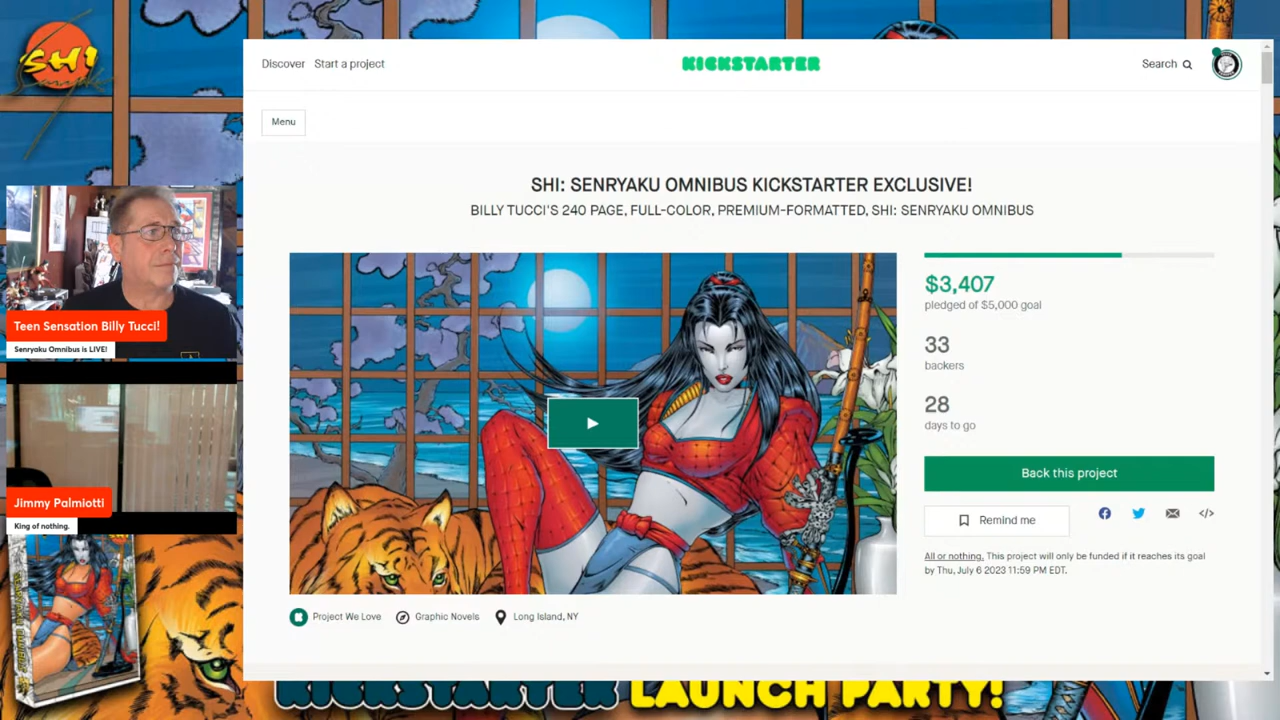 SHI
Discover Start a project
KICKSTARTER
Search
Menu
SHI: SENRYAKU OMNIBUS KICKSTARTER EXCLUSIVE!
BILLY TUCCI'S 240 PAGE, FULL-COLOR, PREMIUM-FORMATTED, SHI: SENRYAKU OMNIBUS
$3,407
pledged of $5,000 goal
33
backers
28
days to go
Back this project
Remind me
All or nothing. This project will only be funded if it reaches its goal
by Thu, July 6 2023 11:59 PM EDT.
Project We Love Graphic Novels Long Island, NY
Teen Sensation Billy Tucci!
Senryaku Omnibus is LIVE!
Jimmy Palmiotti
King of nothing.
KICKSTARTER LAUNCH PARTY!